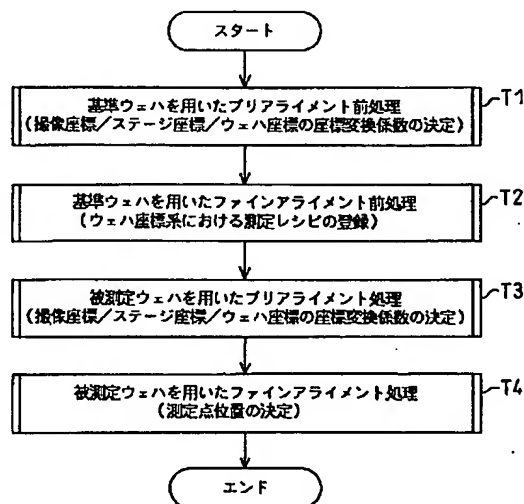 スタート
基準ウェハを用いたプリアライメント前処理
(撮像座標/ステージ座標/ウェハ座標の座標変換係数の決定)
T1
基準ウェハを用いたファインアライメント前処理
(ウェハ座標系における測定レシピの登録)
T2
被測定ウェハを用いたプリアライメント処理
(撮像座標/ステージ座標/ウェハ座標の座標変換係数の決定)
T3
被測定ウェハを用いたファインアライメント処理
(測定点位置の決定)
T4
エンド